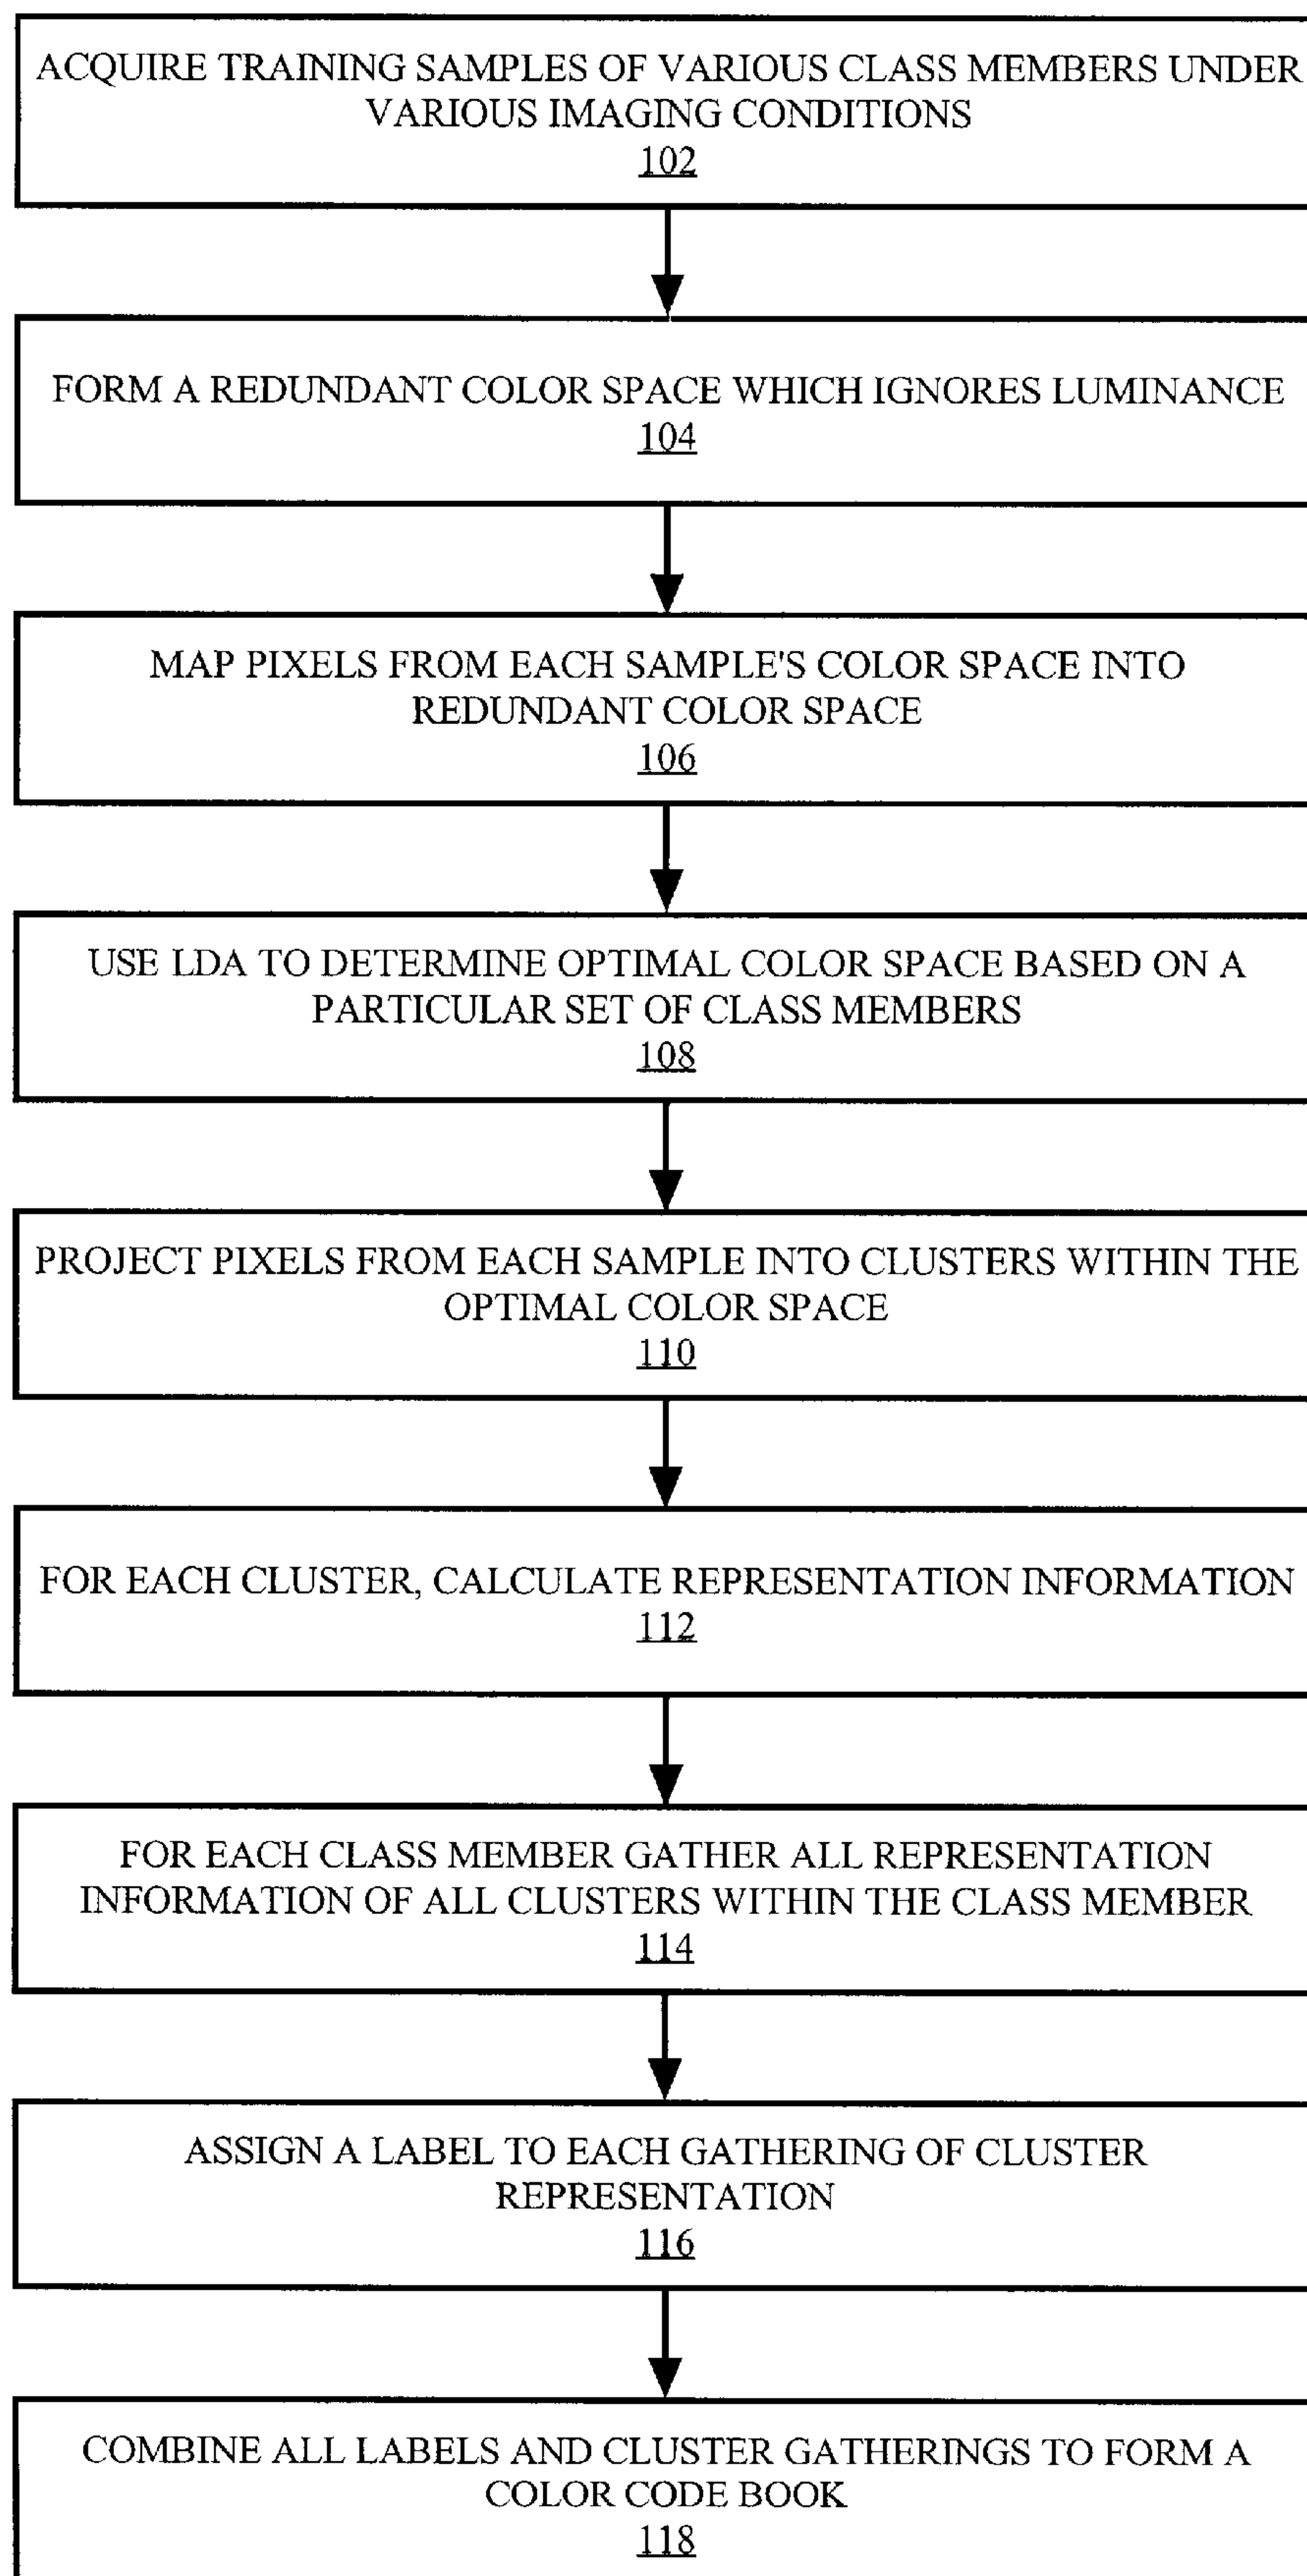 ACQUIRE TRAINING SAMPLES OF VARIOUS CLASS MEMBERS UNDER
VARIOUS IMAGING CONDITIONS
102
FORM A REDUNDANT COLOR SPACE WHICH IGNORES LUMINANCE
104
MAP PIXELS FROM EACH SAMPLE'S COLOR SPACE INTO
REDUNDANT COLOR SPACE
106
USE LDA TO DETERMINE OPTIMAL COLOR SPACE BASED ON A
PARTICULAR SET OF CLASS MEMBERS
108
PROJECT PIXELS FROM EACH SAMPLE INTO CLUSTERS WITHIN THE
OPTIMAL COLOR SPACE
110
FOR EACH CLUSTER, CALCULATE REPRESENTATION INFORMATION
112
FOR EACH CLASS MEMBER GATHER ALL REPRESENTATION
INFORMATION OF ALL CLUSTERS WITHIN THE CLASS MEMBER
114
ASSIGN A LABEL TO EACH GATHERING OF CLUSTER
REPRESENTATION
116
COMBINE ALL LABELS AND CLUSTER GATHERINGS TO FORM A
COLOR CODE BOOK
118